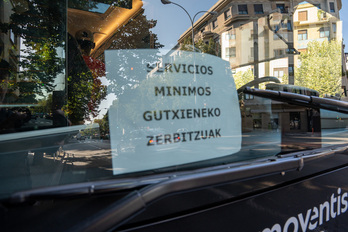 SERVICIOS
MINIMOS
GUTXIENEKO
ZERBITZUAK
moventis